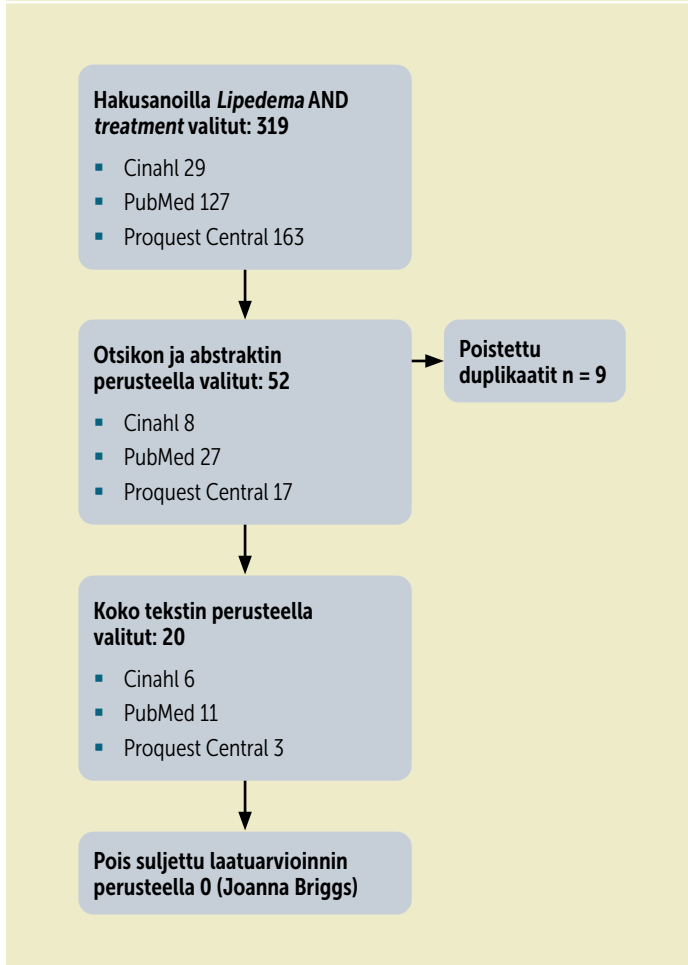 Hakusanoilla Lipedema AND
treatment valitut: 319
▪ Cinahl 29
▪ PubMed 127
▪ Proquest Central 163
Otsikon ja abstraktin
perusteella valitut: 52
▪ Cinahl 8
▪ PubMed 27
▪ Proquest Central 17
Poistettu
duplikaatit n = 9
Koko tekstin perusteella
valitut: 20
▪ Cinahl 6
▪ PubMed 11
▪ Proquest Central 3
Pois suljettu laatuarvioinnin
perusteella 0 (Joanna Briggs)